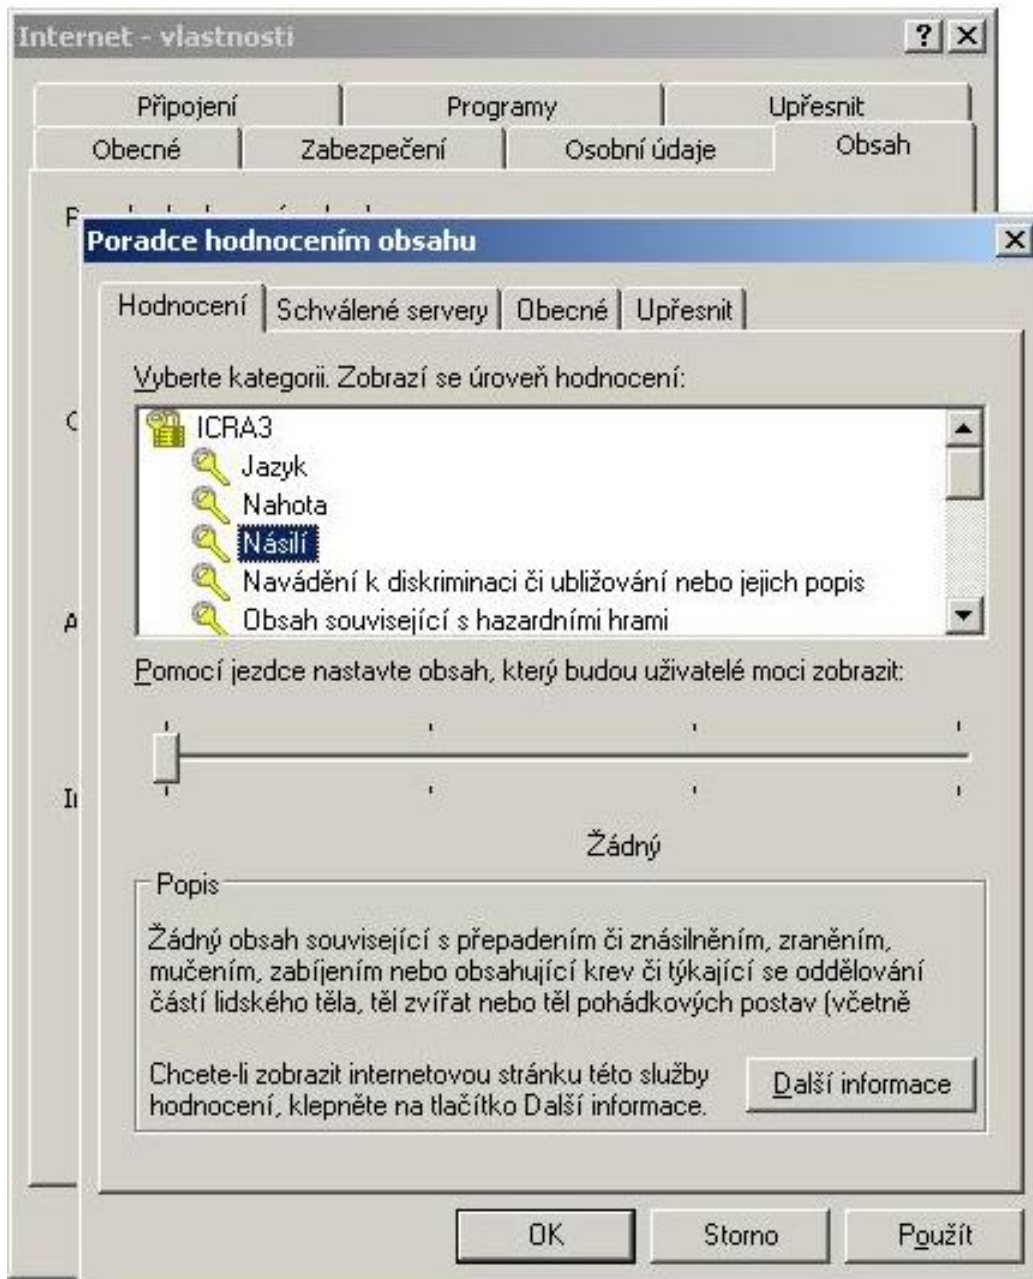 Internet - vlastnosti
Připojení Programy Upřesnit
Obecné Zabezpečení Osobní údaje Obsah
Poradce hodnocením obsahu
Hodnocení Schválené servery Obecné Upřesnit
Vyberte kategorii. Zobrazí se úroveň hodnocení:
ICRA3
Jazyk
Nahota
Násilí
Navádění k diskriminaci či ubližování nebo jejich popis
Obsah související s hazardními hrami
Pomocí jezdce nastavte obsah, který budou uživatelé moci zobrazit:
Žádný
Popis
Žádný obsah související s přepadením či znásilněním, zraněním,
mučením, zabíjením nebo obsahující krev či týkající se oddělování
částí lidského těla, těl zvířat nebo těl pohádkových postav (včetně
Chcete-li zobrazit internetovou stránku této služby
hodnocení, klepněte na tlačítko Další informace.
Další informace
OK Storno Použít